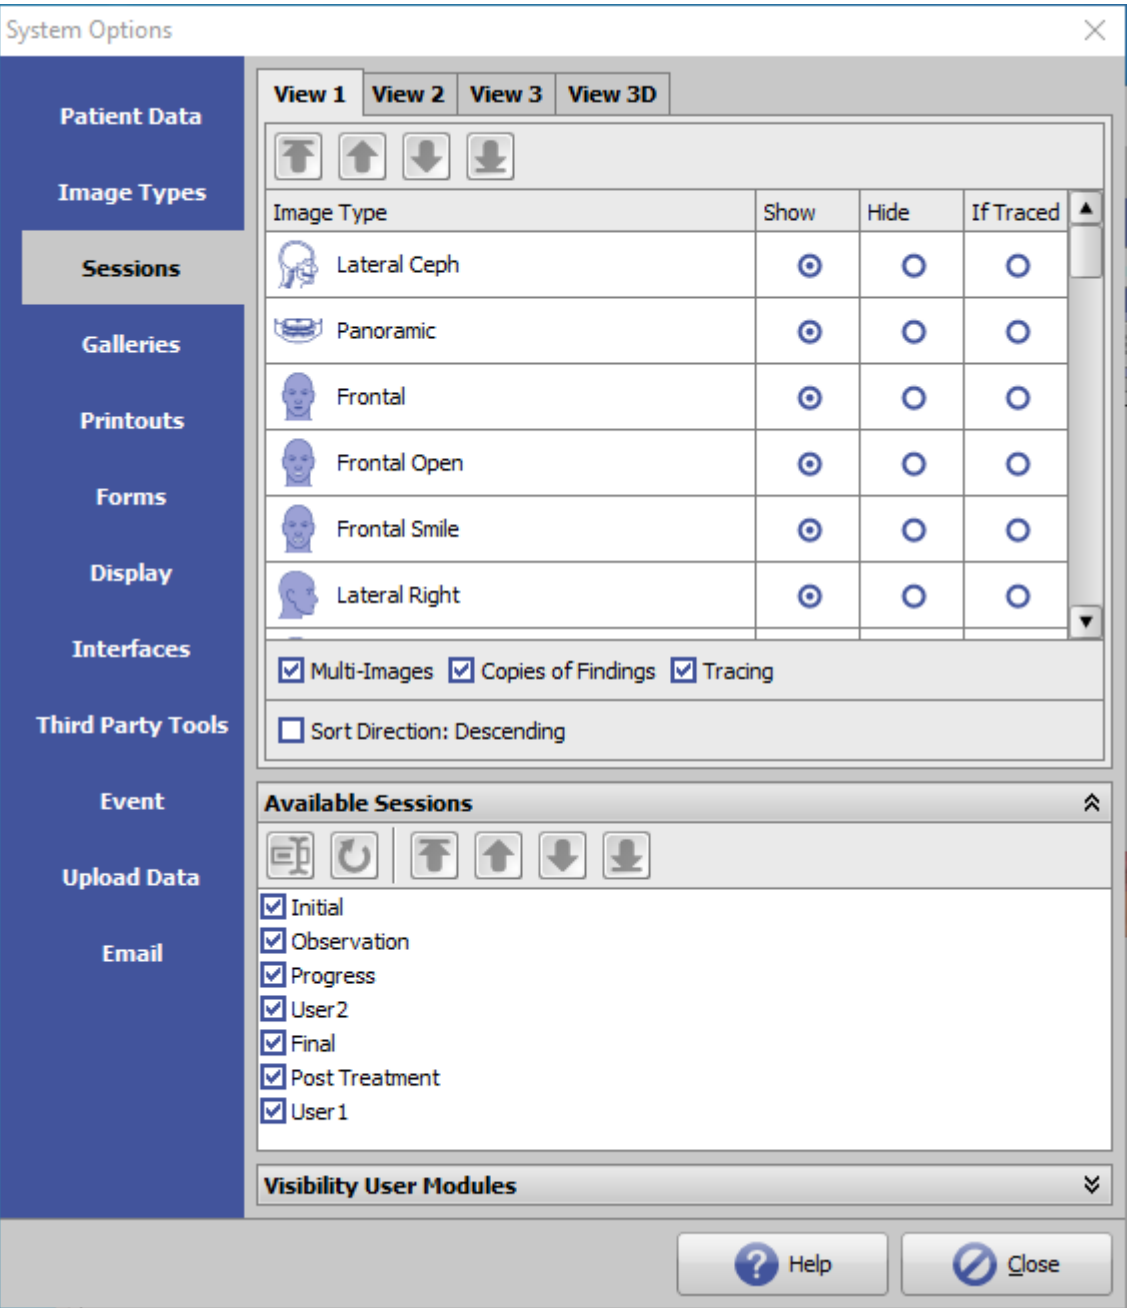 System Options
Patient Data
Image Types
Sessions
Galleries
Printouts
Forms
Display
Interfaces
Third Party Tools
Event
Upload Data
Email
View 1 View 2 View 3 View 3D
Image Type Show Hide If Traced
Lateral Ceph
Panoramic
Frontal
Frontal Open
Frontal Smile
Lateral Right
Multi-Images Copies of Findings Tracing
Sort Direction: Descending
Available Sessions
Initial
Observation
Progress
User2
Final
Post Treatment
User1
Visibility User Modules
Help Close